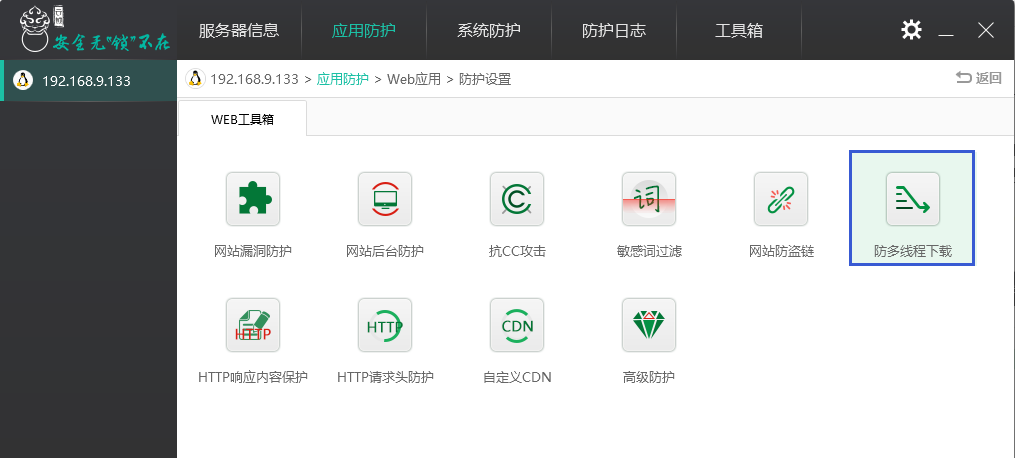 安全无“锁”不在
服务器信息
应用防护
系统防护
防护日志
工具箱
192.168.9.133
192.168.9.133 > 应用防护 > Web应用 > 防护设置
返回
WEB工具箱
词
网站漏洞防护
网站后台防护
抗CC攻击
敏感词过滤
网站防盗链
防多线程下载
HTTP
HTTP
CDN
HTTP响应内容保护
HTTP请求头防护
自定义CDN
高级防护